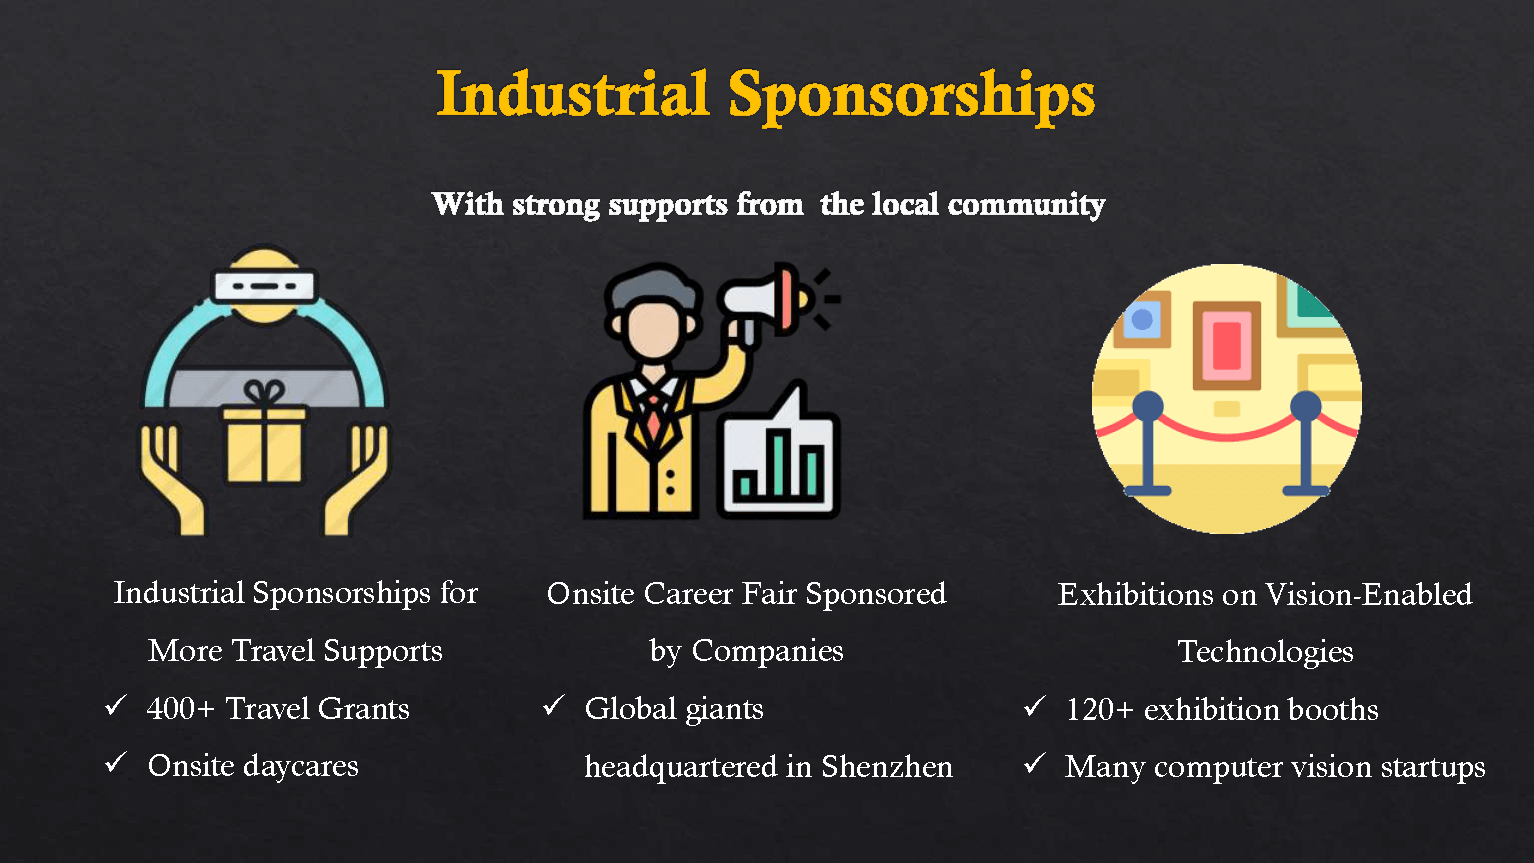 Industrial Sponsorships
With strong supports from the local community
Industrial Sponsorships for
More Travel Supports
✓ 400+ Travel Grants
✓ Onsite daycares
Onsite Career Fair Sponsored
by Companies
✓ Global giants
headquartered in Shenzhen
Exhibitions on Vision-Enabled
Technologies
✓ 120+ exhibition booths
✓ Many computer vision startups